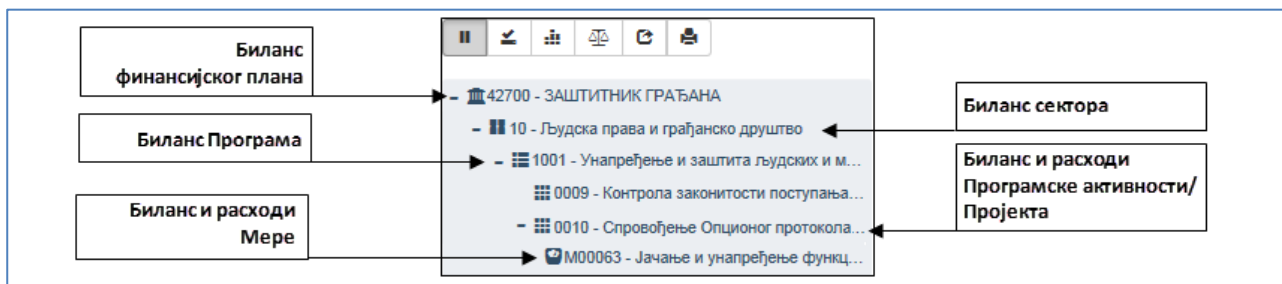 Биланс
финансијског плана
Биланс Програма
Биланс и расходи
Мере
42700 - ЗАШТИТНИК ГРАЂАНА
10 - Људска права и грађанско друштво
1001 - Унапређење и заштита људских и м...
0009 - Контрола законитости поступања...
0010 - Спровођење Опционог протокола...
М00063 - Јачање и унапређење функц...
Биланс сектора
Биланс и расходи
Програмске активности/
Пројекта